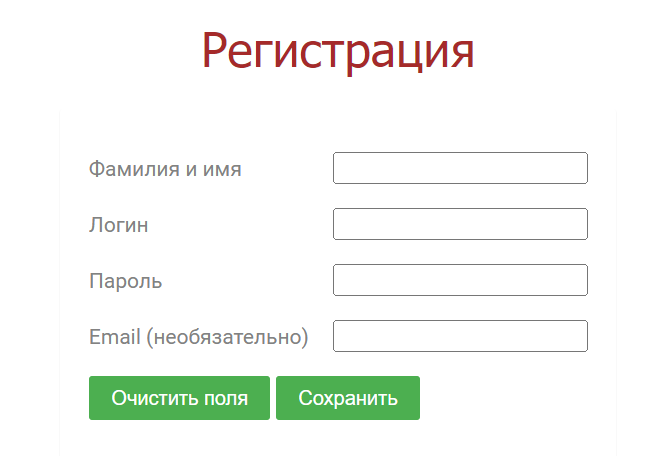 Регистрация
Фамилия и имя
Логин
Пароль
Email (необязательно)
Очистить поля Сохранить